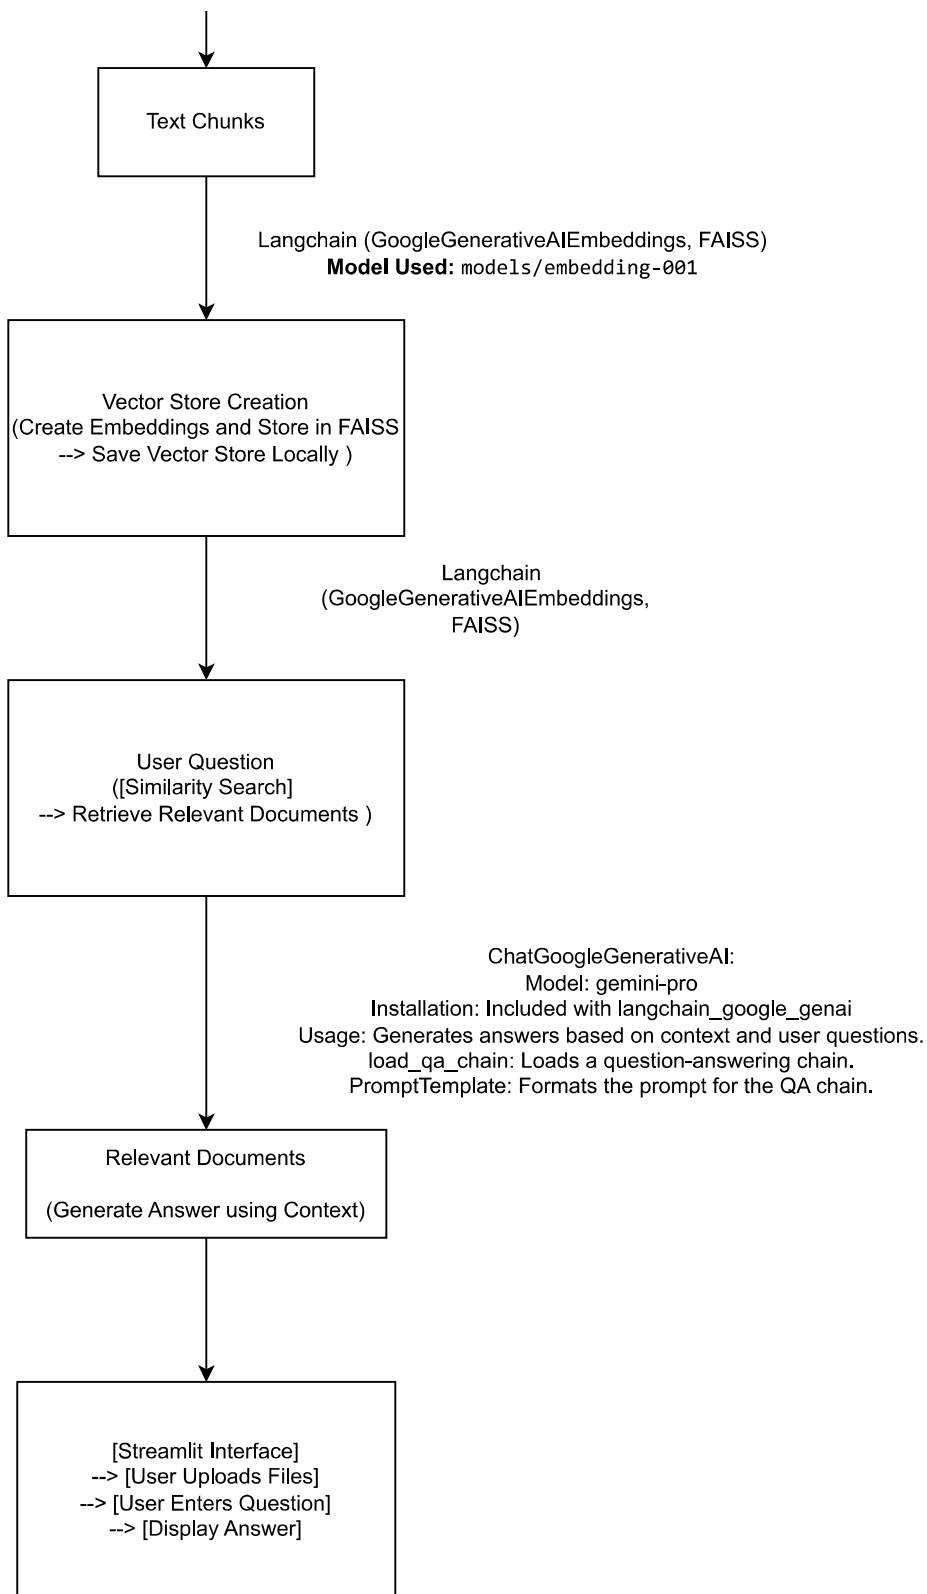 Text Chunks
Langchain (GoogleGenerativeAIEmbeddings, FAISS)
Model Used: models/embedding-001
Vector Store Creation
(Create Embeddings and Store in FAISS
--> Save Vector Store Locally )
Langchain
(GoogleGenerativeAIEmbeddings,
FAISS)
User Question
([Similarity Search]
--> Retrieve Relevant Documents )
ChatGoogleGenerativeAI:
Model: gemini-pro
Installation: Included with langchain_google_genai
Usage: Generates answers based on context and user questions.
load_qa_chain: Loads a question-answering chain.
PromptTemplate: Formats the prompt for the QA chain.
Relevant Documents
(Generate Answer using Context)
[Streamlit Interface]
--> [User Uploads Files]
--> [User Enters Question]
--> [Display Answer]